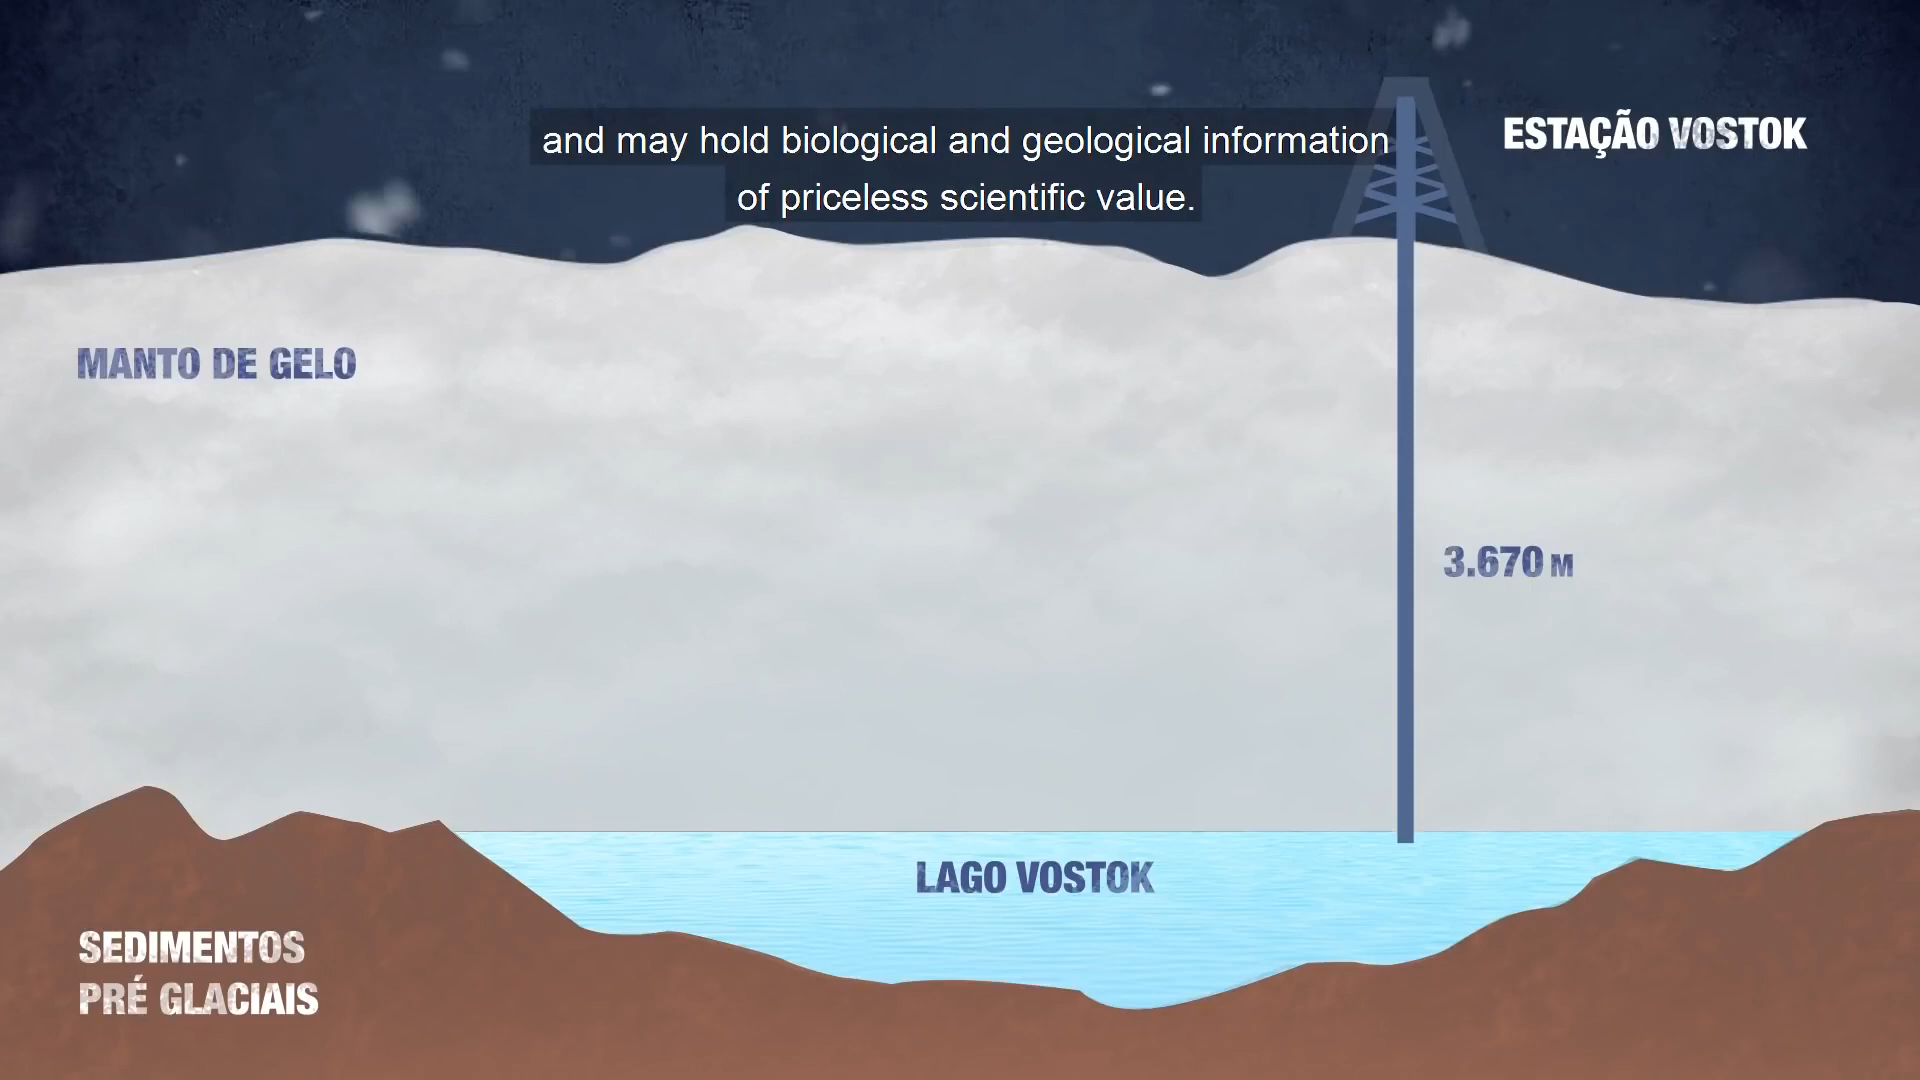 and may hold biological and geological information
of priceless scientific value.
ESTAÇÃO VOSTOK
MANTO DE GELO
3.670 M
LAGO VOSTOK
SEDIMENTOS
PRÉ GLACIAIS